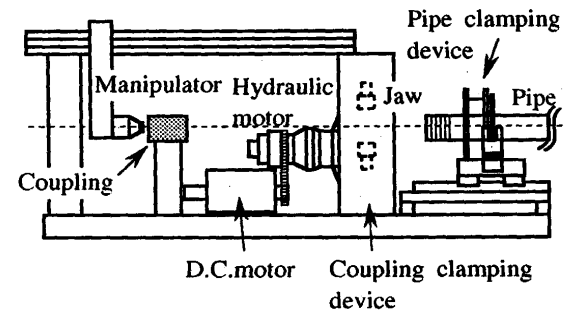 Pipe clamping
device
Manipulator
Hydraulic
motor
Jaw
Pipe
Coupling
D.C.motor
Coupling clamping
device